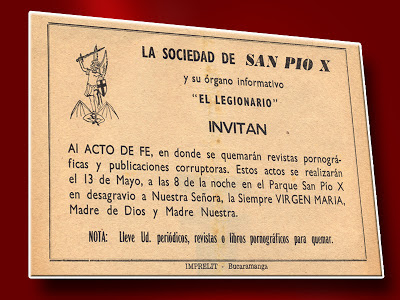 LA SOCIEDAD DE SAN PIO X
y su órgano informativo
"EL LEGIONARIO"
INVITAN
Al ACTO DE FE, en donde se quemarán revistas pornográ-
ficas y publicaciones corruptoras. Estos actos se realizarán
el 13 de Mayo, a las 8 de la noche en el Parque San Pío X
en desagravio a Nuestra Señora, la Siempre VIRGEN MARIA,
Madre de Dios y Madre Nuestra.
NOTA: Lleve Ud. periódicos, revistas o libros pornográficos para quemar.
IMPRELIT - Bucaramanga